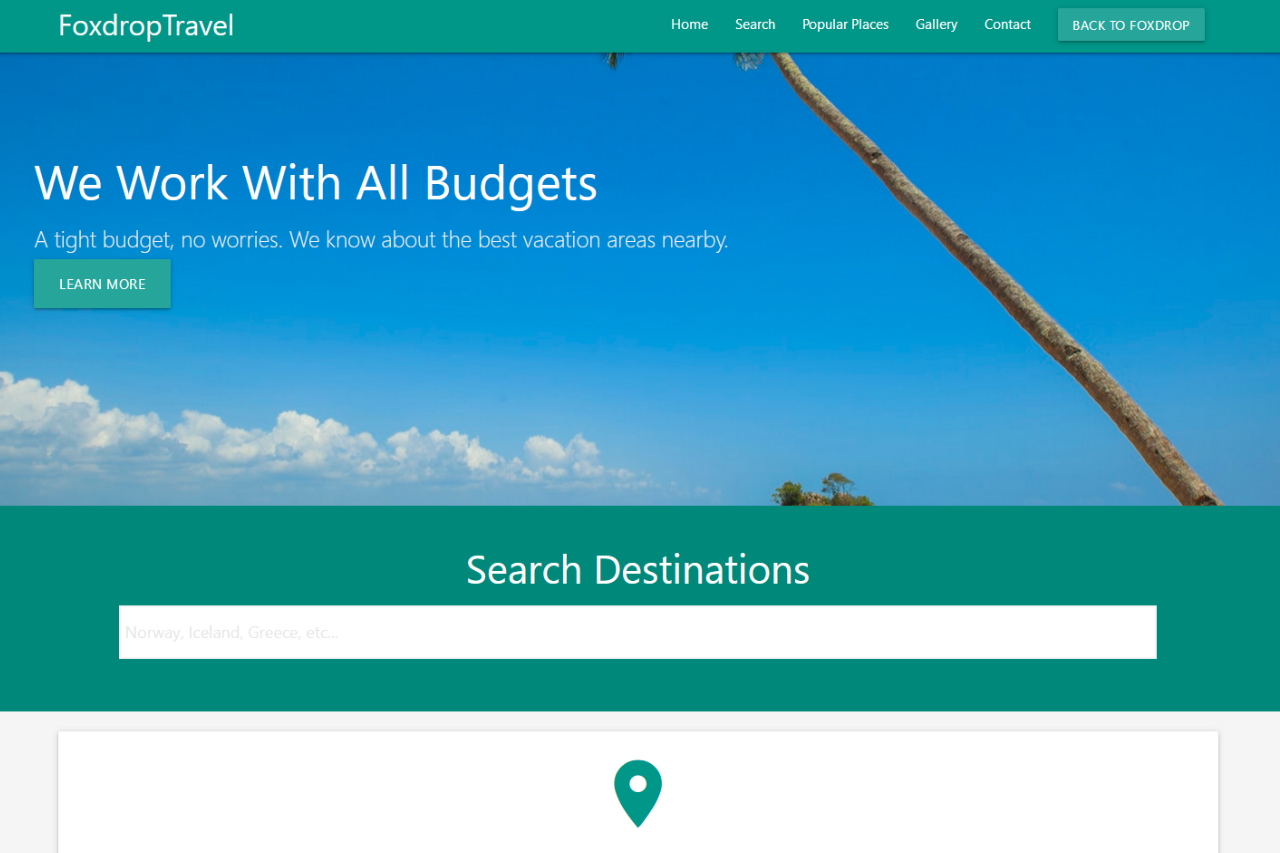 FoxdropTravel
Home Search Popular Places Gallery Contact BACK TO FOXDROP
We Work With All Budgets
A tight budget, no worries. We know about the best vacation areas nearby.
LEARN MORE
Search Destinations
Norway, Iceland, Greece, etc...